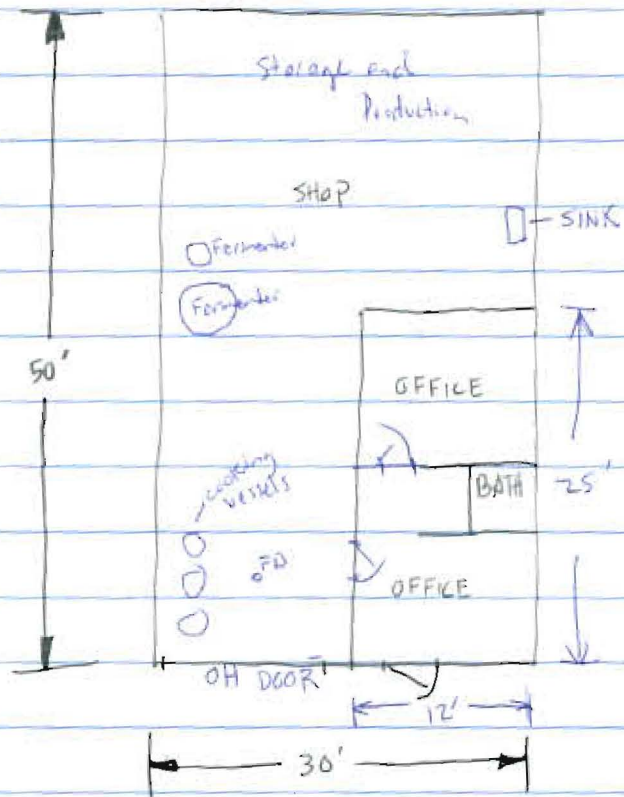 Storage and
Production
SHOP
SINK
Fermenter
Fermenter
50'
OFFICE
cooking
vessels
BATH
25'
FD
OFFICE
OH DOOR
12'
30'